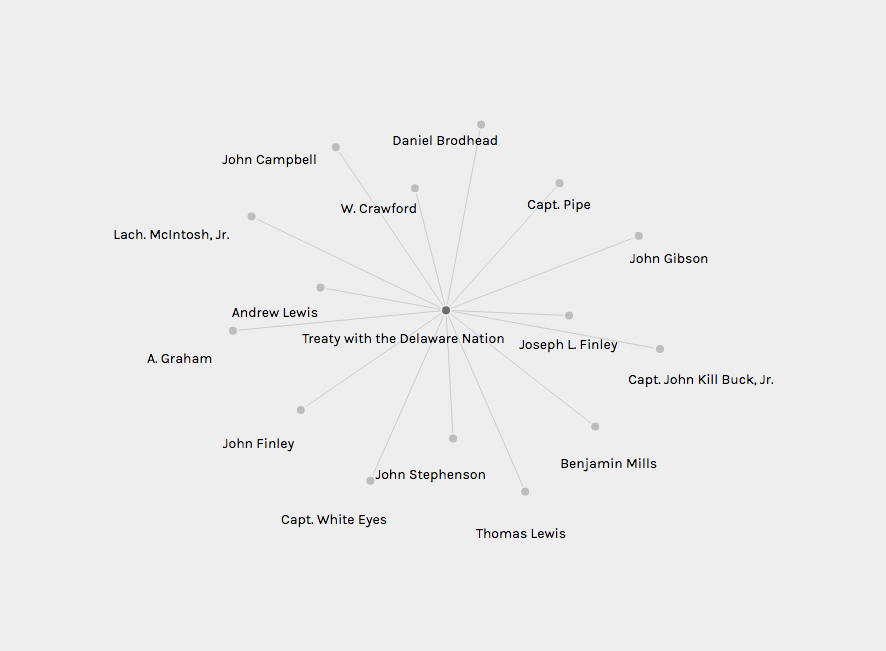 Daniel Brodhead
John Campbell
W. Crawford
Capt. Pipe
Lach. McIntosh, Jr.
John Gibson
Andrew Lewis
Treaty with the Delaware Nation
Joseph L. Finley
A. Graham
Capt. John Kill Buck, Jr.
John Finley
Benjamin Mills
John Stephenson
Capt. White Eyes
Thomas Lewis